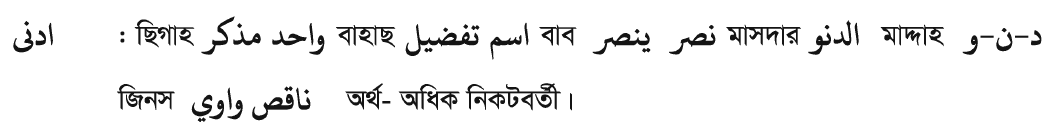 ادنى : ছিগাহ واحد مذكر বাহাছ اسم تفضيل বাব نصر ينصر মাসদার الدنو মাদ্দাহ د-ن-و
জিনস ناقص واوي অর্থ- অধিক নিকটবর্তী।